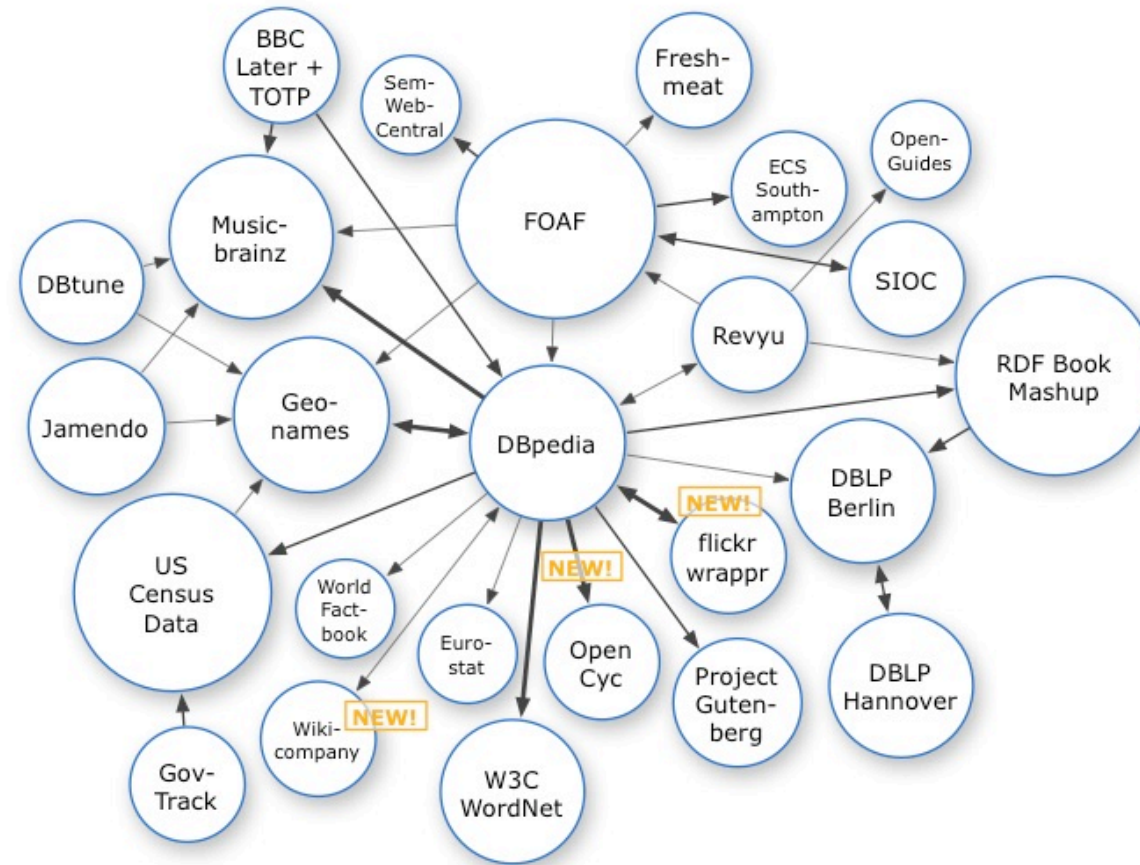 BBC
Later +
TOTP
Sem-
Web-
Central
Fresh-
meat
Open-
Guides
ECS
South-
ampton
FOAF
Music-
brainz
DBtune
SIOC
Revyu
RDF Book
Mashup
Jamendo
Geo-
names
DBpedia
DBLP
Berlin
NEW!
flickr
wrappr
NEW!
US
Census
Data
World
Fact-
book
Euro-
stat
Open
Cyc
Project
Guten-
berg
DBLP
Hannover
NEW!
Wiki-
company
Gov-
Track
W3C
WordNet